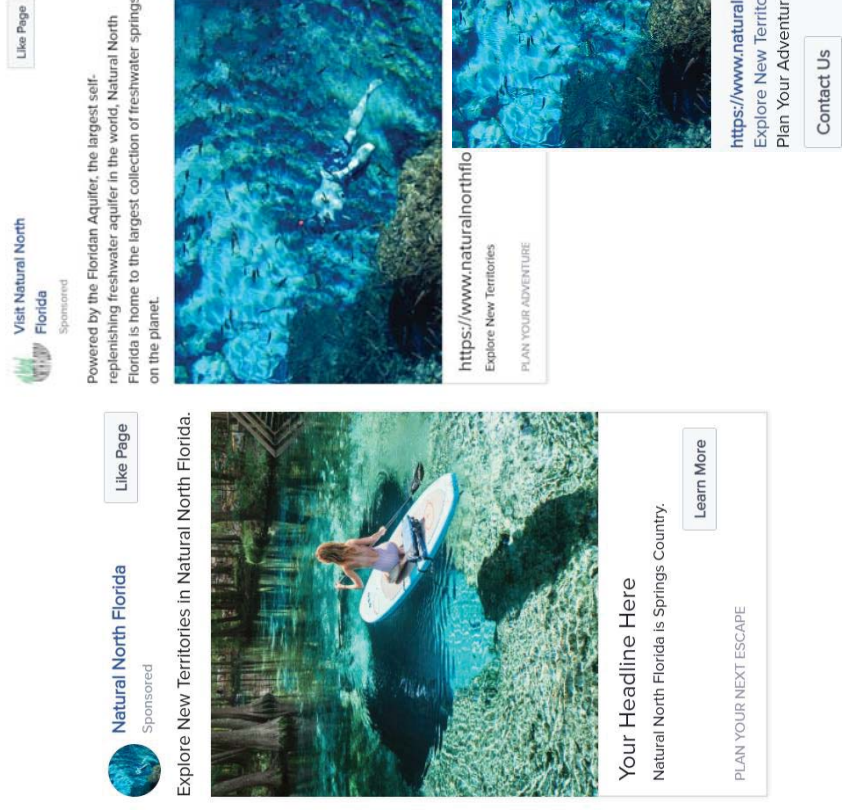 Natural North Florida
Sponsored
Like Page
Explore New Territories in Natural North Florida.
Your Headline Here
Natural North Florida is Springs Country.
Learn More
PLAN YOUR NEXT ESCAPE
Visit Natural North
Florida
Sponsored
Like Page
Powered by the Floridan Aquifer, the largest self-
replenishing freshwater aquifer in the world, Natural North
Florida is home to the largest collection of freshwater springs
on the planet.
https://www.naturalnorthflo
Explore New Territories
PLAN YOUR ADVENTURE
https://www.natural
Explore New Territo
Plan Your Adventur
Contact Us